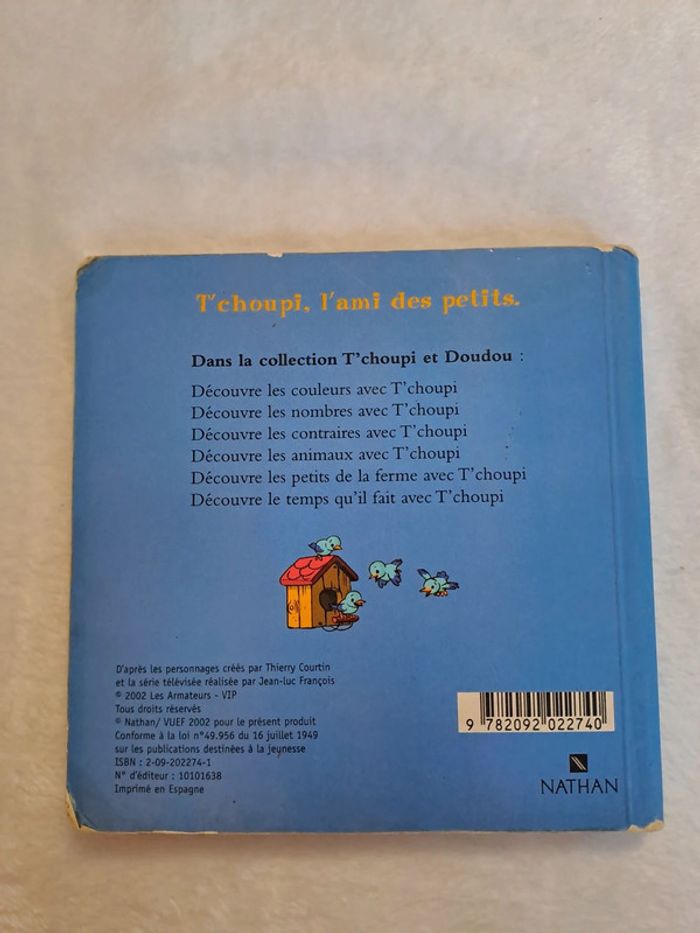 T'choupi, l'ami des petits.
Dans la collection T'choupi et Doudou :
Découvre les couleurs avec T'choupi
Découvre les nombres avec T'choupi
Découvre les contraires avec T'choupi
Découvre les animaux avec T'choupi
Découvre les petits de la ferme avec T'choupi
Découvre le temps qu'il fait avec T'choupi
D'après les personnages créés par Thierry Courtin
et la série télévisée réalisée par Jean-luc François
© 2002 Les Armateurs - VIP
Tous droits réservés
© Nathan/ VUEF 2002 pour le présent produit
Conforme à la loi n°49.956 du 16 juillet 1949
sur les publications destinées à la jeunesse
ISBN : 2-09-202274-1
N° d'éditeur : 10101638
Imprimé en Espagne
9 782092 022740
NATHAN